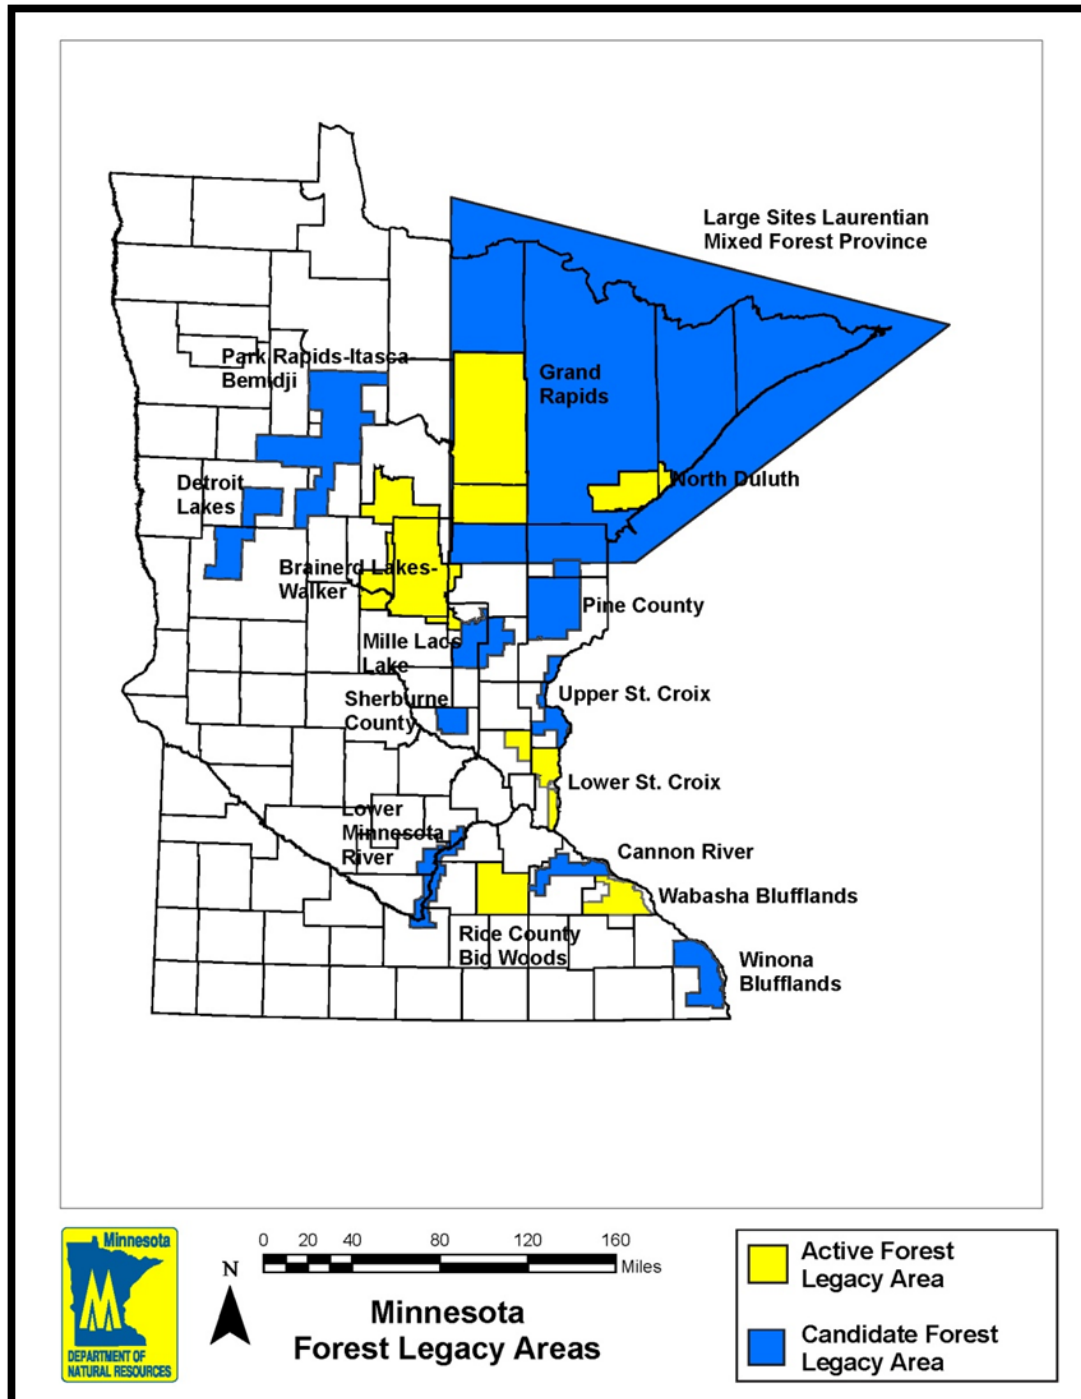 Large Sites Laurentian
Mixed Forest Province
Park Rapids-Itasca
Bemidji
Grand
Rapids
Detroit
Lakes
North Duluth
Brainerd Lakes-
Walker
Pine County
Mille Lacs
Lake
Upper St. Croix
Sherburne
County
Lower St. Croix
Lower
Minnesota
River
Cannon River
Wabasha Blufflands
Rice County
Big Woods
Winona
Blufflands
Minnesota
DEPARTMENT OF
NATURAL RESOURCES
N
0 20 40 80 120 160
Miles
Minnesota
Forest Legacy Areas
Active Forest
Legacy Area
Candidate Forest
Legacy Area